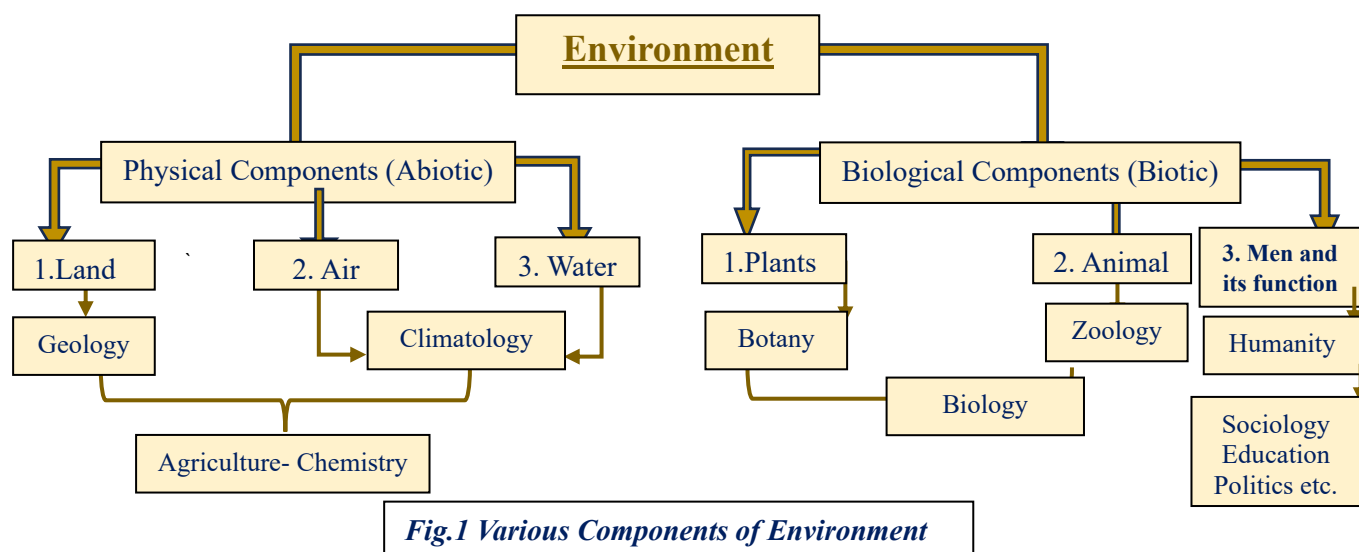 Environment
Physical Components (Abiotic)
Biological Components (Biotic)
1.Land
`
2. Air
3. Water
1.Plants
2. Animal
3. Men and
its function
Geology
Climatology
Botany
Zoology
Humanity
Biology
Agriculture- Chemistry
Sociology
Education
Politics etc.
Fig.1 Various Components of Environment